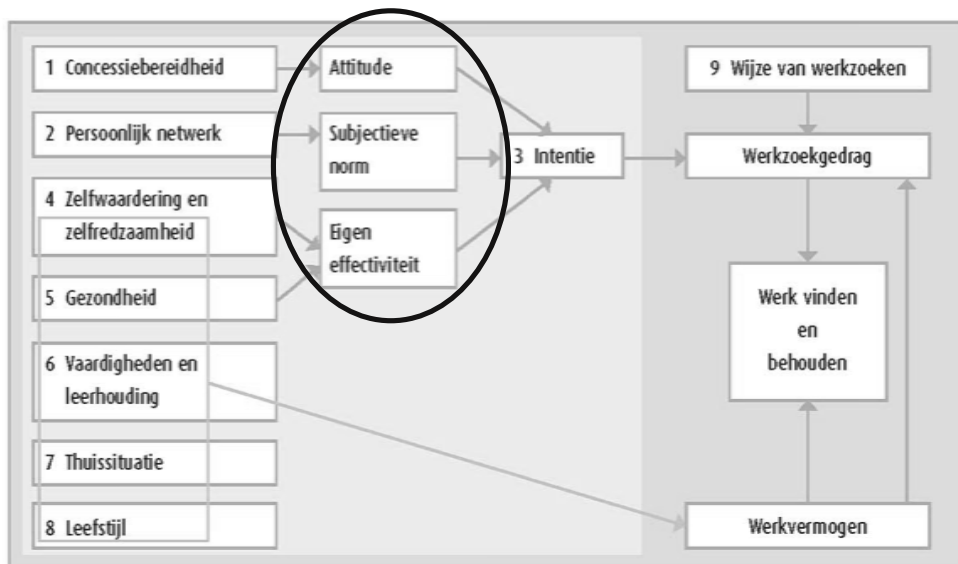 1 Concessiebereidheid
Attitude
9 Wijze van werkzoeken
2 Persoonlijk netwerk
Subjectieve
norm
3 Intentie
Werkzoekgedrag
4 Zelfwaardering en
zelfredzaamheid
Eigen
effectiviteit
5 Gezondheid
Werk vinden
en
behouden
6 Vaardigheden en
leerhouding
7 Thuissituatie
8 Leefstijl
Werkvermogen